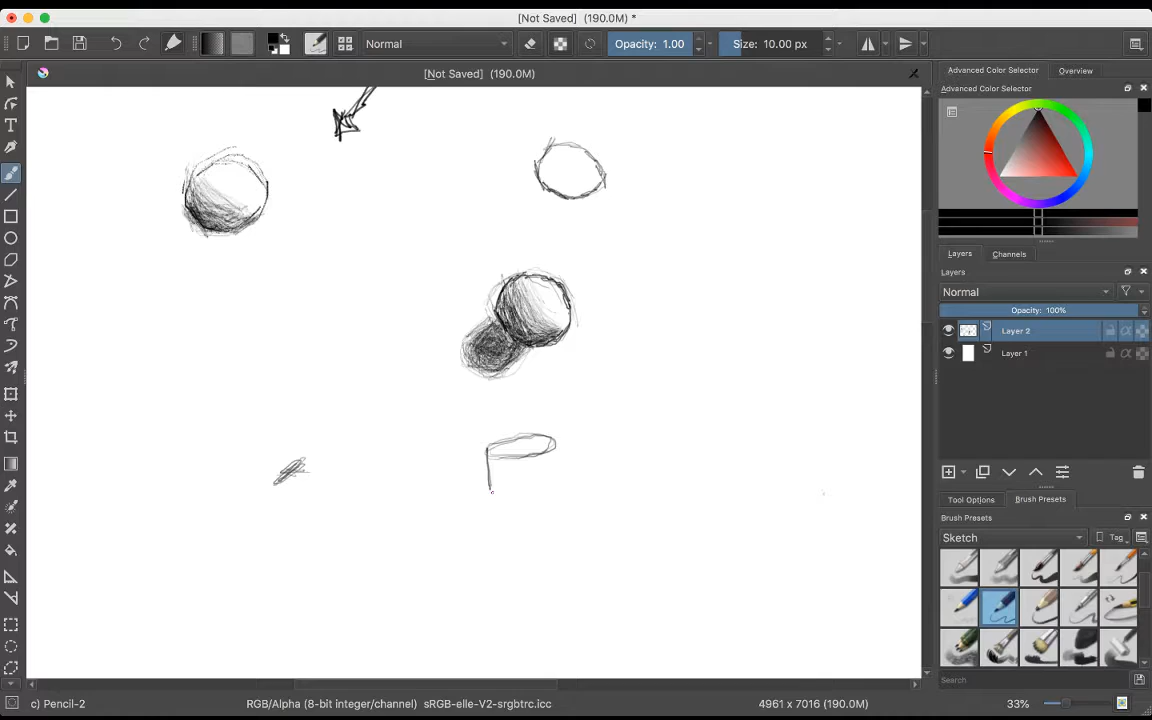 [Not Saved]  (190.0M) *
Normal
Opacity: 1.00
Size: 10.00 px
[Not Saved]  (190.0M)
Advanced Color Selector
Overview
Advanced Color Selector
Layers
Channels
Layers
Normal
Opacity:  100%
Layer 2
Layer 1
Tool Options
Brush Presets
Brush Presets
Sketch
Tag
Search
c) Pencil-2
RGB/Alpha (8-bit integer/channel)  sRGB-elle-V2-srgbtrc.icc
4961 x 7016 (190.0M)
33%